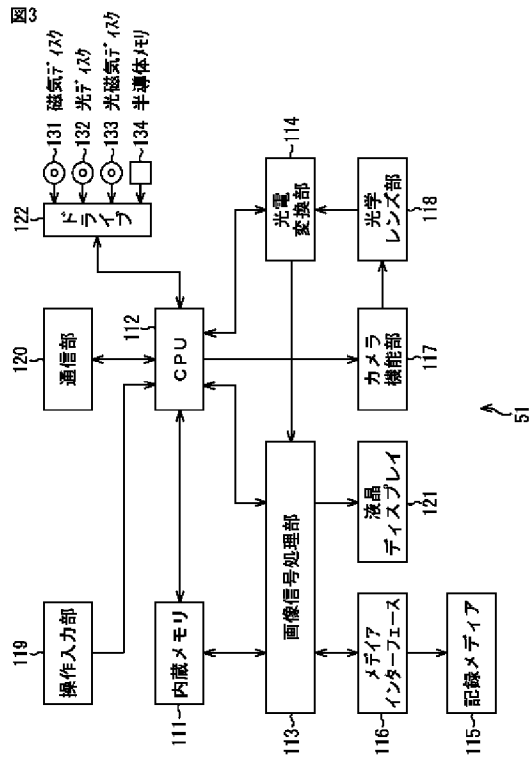 図3
119
操作入力部
120
通信部
122
ドライブ
131 磁気ディスク
132 光ディスク
133 光磁気ディスク
134 半導体メモリ
111
内蔵メモリ
112
CPU
114
光電
変換部
113
画像信号処理部
116
メデイア
インターフェース
121
液晶
ディスプレイ
117
カメラ
機能部
118
光学
レンズ部
115
記録メディア
51